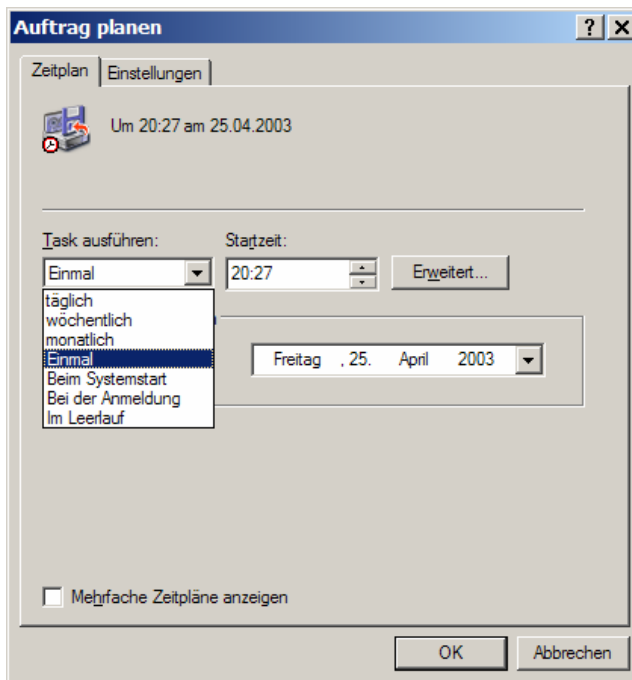 Auftrag planen
Zeitplan
Einstellungen
Um 20:27 am 25.04.2003
Task ausführen:
Startzeit:
Einmal
20:27
Erweitert...
täglich
wöchentlich
monatlich
Einmal
Beim Systemstart
Bei der Anmeldung
Im Leerlauf
Freitag , 25. April 2003
Mehrfache Zeitpläne anzeigen
OK
Abbrechen